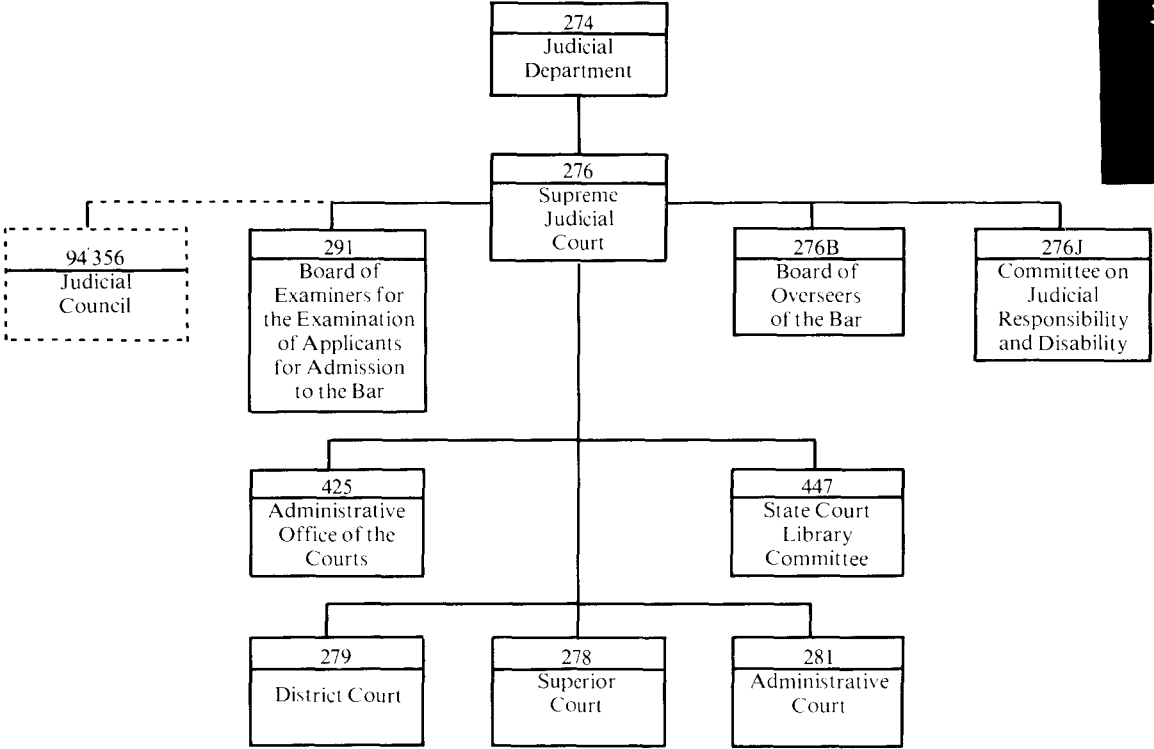 274
Judicial
Department
276
Supreme
Judicial
Court
94 356
Judicial
Council
291
Board of
Examiners for
the Examination
of Applicants
for Admission
to the Bar
276B
Board of
Overseers
of the Bar
276J
Committee on
Judicial
Responsibility
and Disability
425
Administrative
Office of the
Courts
447
State Court
Library
Committee
279
District Court
278
Superior
Court
281
Administrative
Court